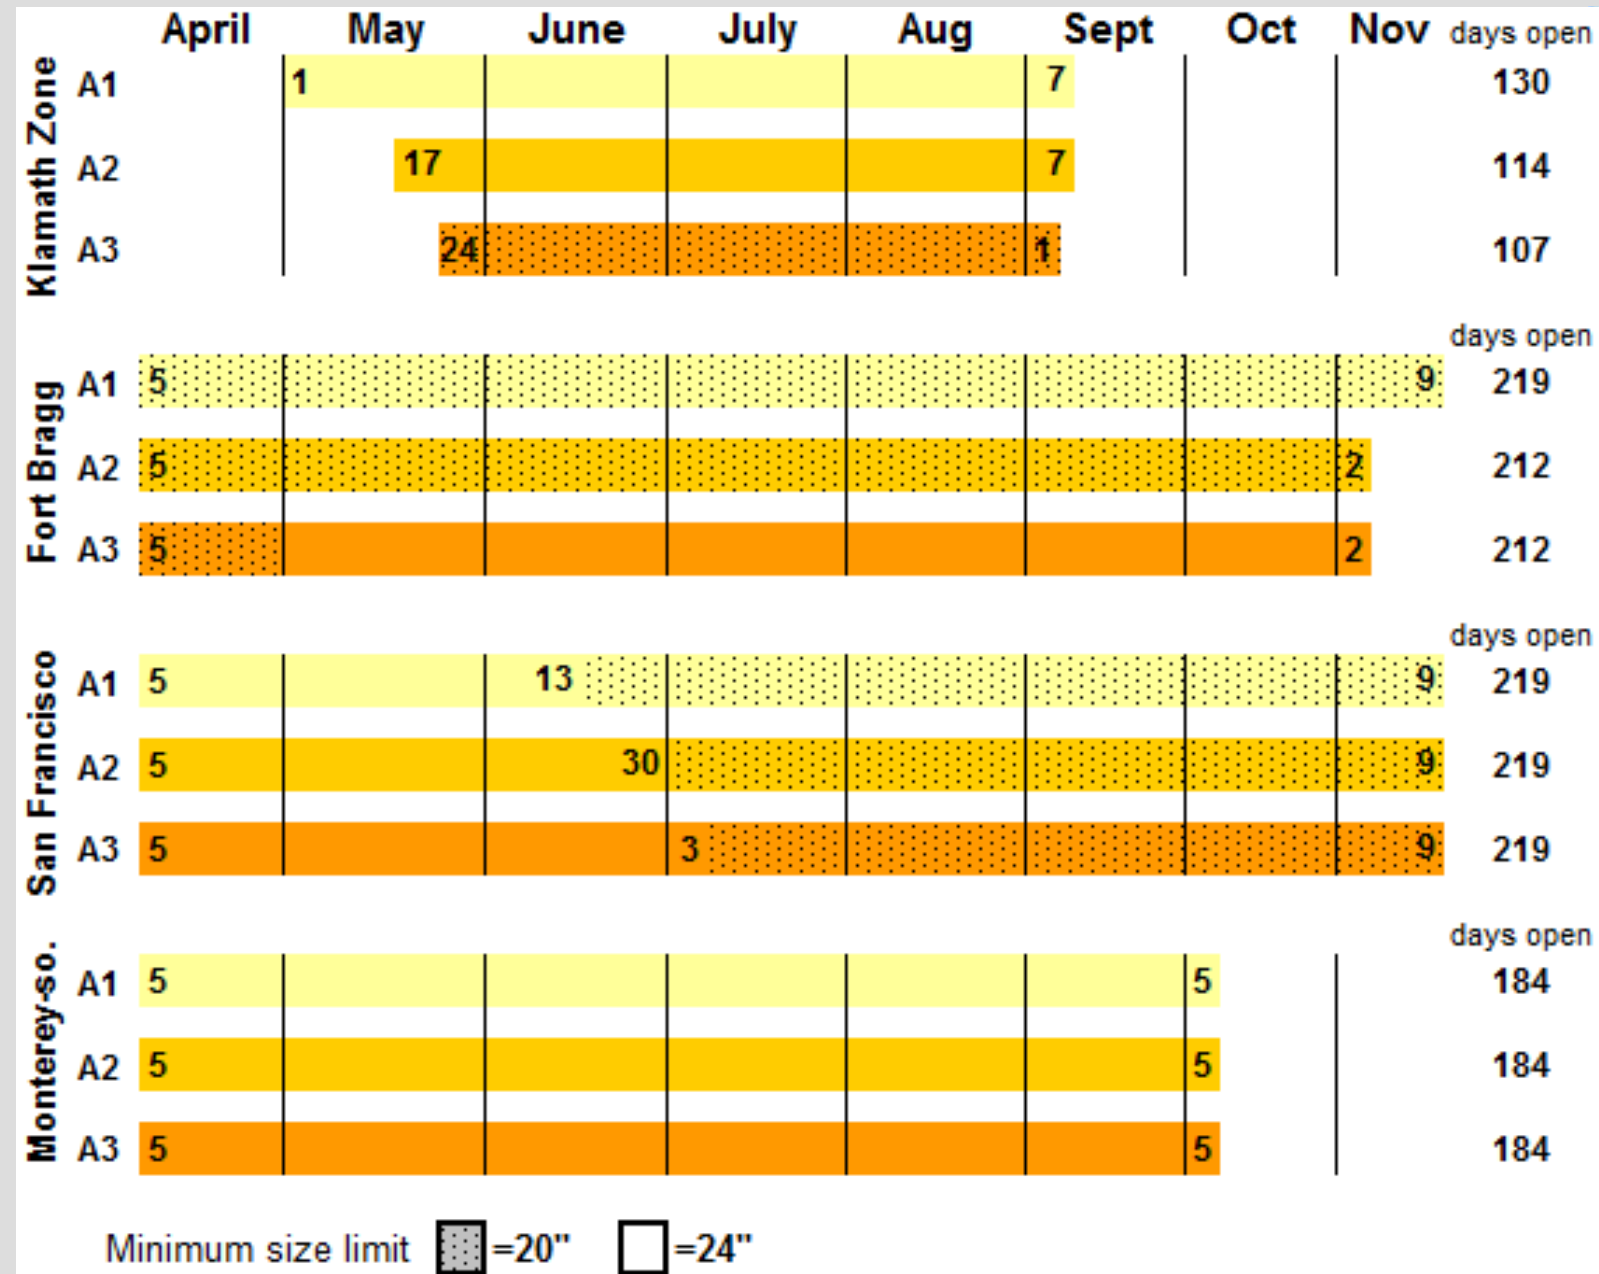 April May June July Aug Sept Oct Nov days open
Klamath Zone
A1 1 7 130
A2 17 7 114
A3 24 1 107
days open
Fort Bragg
A1 5 9 219
A2 5 2 212
A3 5 2 212
days open
San Francisco
A1 5 13 9 219
A2 5 30 9 219
A3 5 3 9 219
days open
Monterey-so.
A1 5 5 184
A2 5 5 184
A3 5 5 184
Minimum size limit =20" =24"